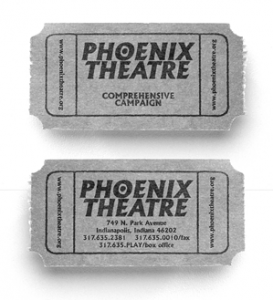 www.phoenixtheatre.org
PHOENIX
THEATRE
COMPREHENSIVE
CAMPAIGN
www.phoenixtheatre.org
www.phoenixtheatre.org
PHOENIX
THEATRE
749 N. Park Avenue
Indianapolis, Indiana 46202
317.635.2381 317.635.0010/fax
317.635.PLAY/box office
www.phoenixtheatre.org